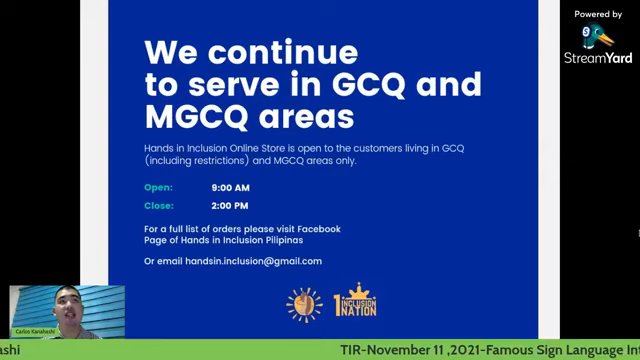 Powered by
S
StreamYard
We continue
to serve in GCQ and
MGCQ areas
Hands in Inclusion Online Store is open to the customers living in GCQ
(including restrictions) and MGCQ areas only.
Open: 9:00 AM
Close: 2:00 PM
For a full list of orders please visit Facebook
Page of Hands in Inclusion Pilipinas
Or email handsin.inclusion@gmail.com
1 INCLUSION
NATION
Carlos Kanahashi
ashi TIR-November 11 ,2021-Famous Sign Language In